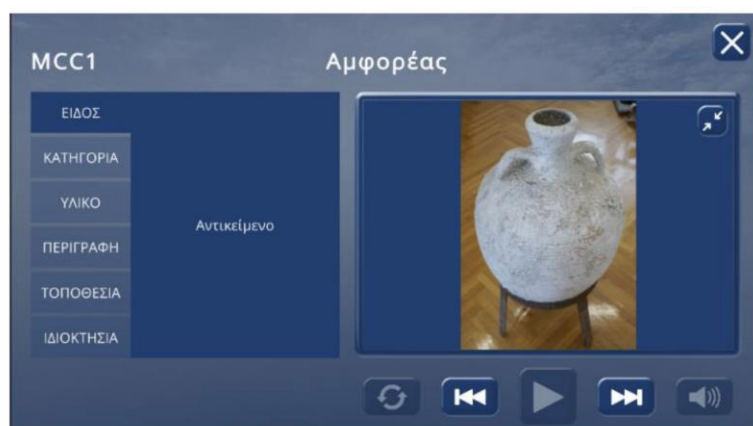 MCC1
Αμφορέας
ΕΙΔΟΣ
ΚΑΤΗΓΟΡΙΑ
ΥΛΙΚΟ
ΠΕΡΙΓΡΑΦΗ
ΤΟΠΟΘΕΣΙΑ
ΙΔΙΟΚΤΗΣΙΑ
Αντικείμενο